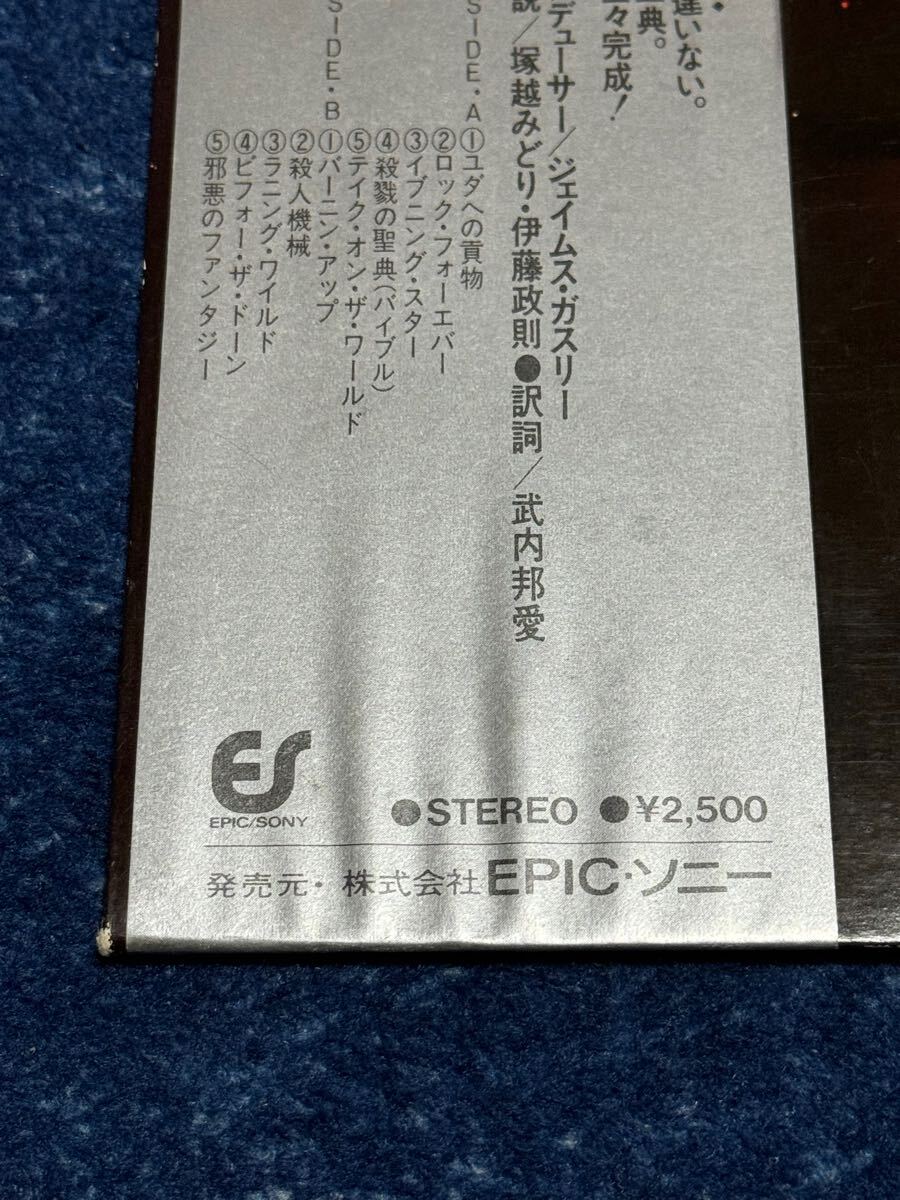 ・
違いない。
典。
々完成！
デューサー／ジェイムス・ガスリー
説／塚越みどり・伊藤政則●訳詞／武内邦愛
SIDE・A①ユダへの貢物
②ロック・フォーエバー
③イブニング・スター
④殺戮の聖典（バイブル）
⑤テイク・オン・ザ・ワールド
SIDE・B①バーニン・アップ
②殺人機械
③ラニング・ワイルド
④ビフォー・ザ・ドーン
⑤邪悪のファンタジー
ES
EPIC/SONY
●STEREO ●¥2,500
発売元・株式会社EPIC・ソニー